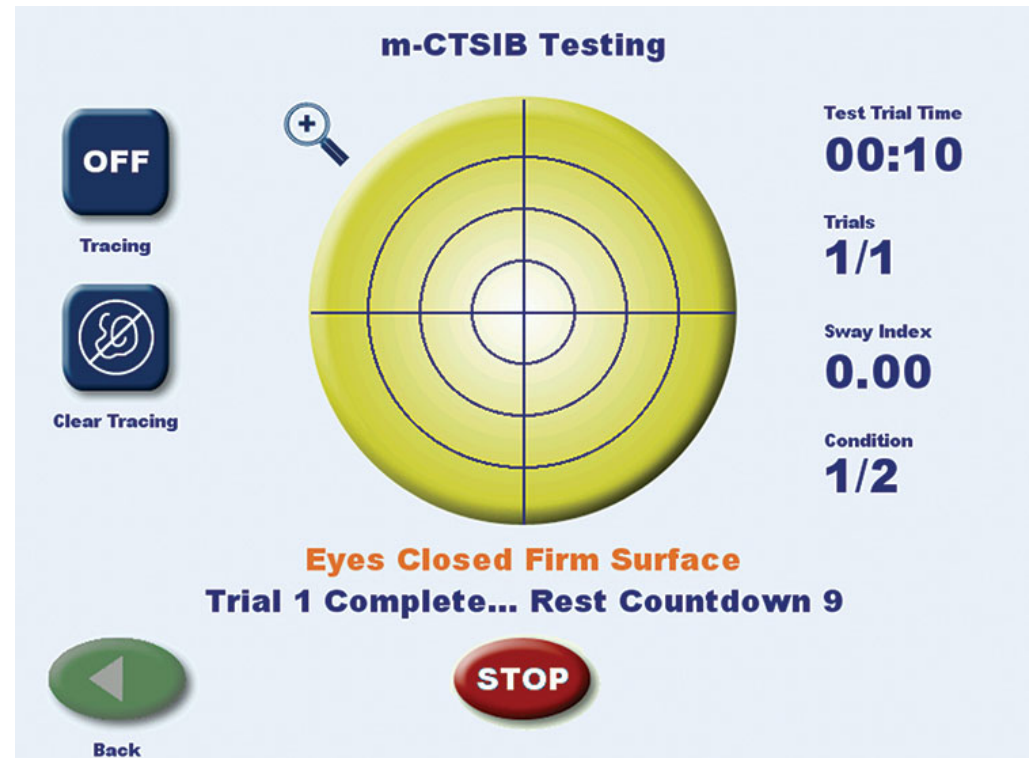 m-CTSIB Testing
OFF
Tracing
Clear Tracing
Test Trial Time
00:10
Trials
1/1
Sway Index
0.00
Condition
1/2
Eyes Closed Firm Surface
Trial 1 Complete... Rest Countdown 9
Back
STOP